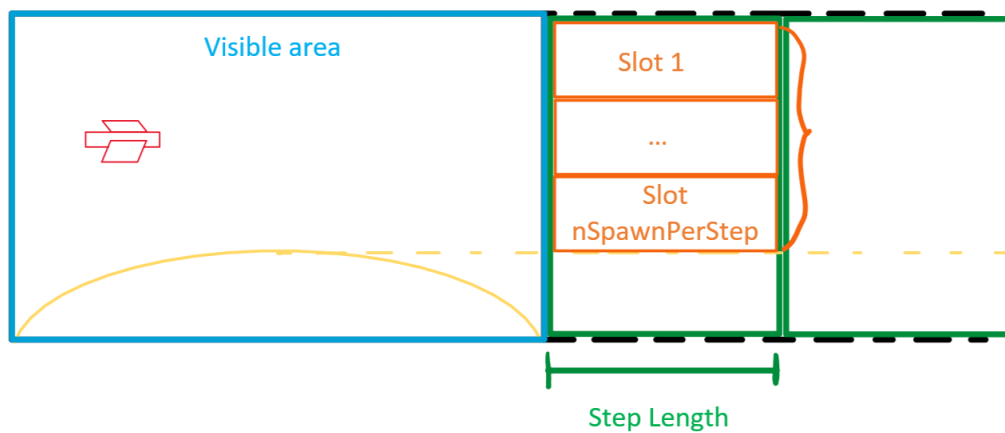 Visible area
Slot 1
...
Slot
nSpawnPerStep
Step Length